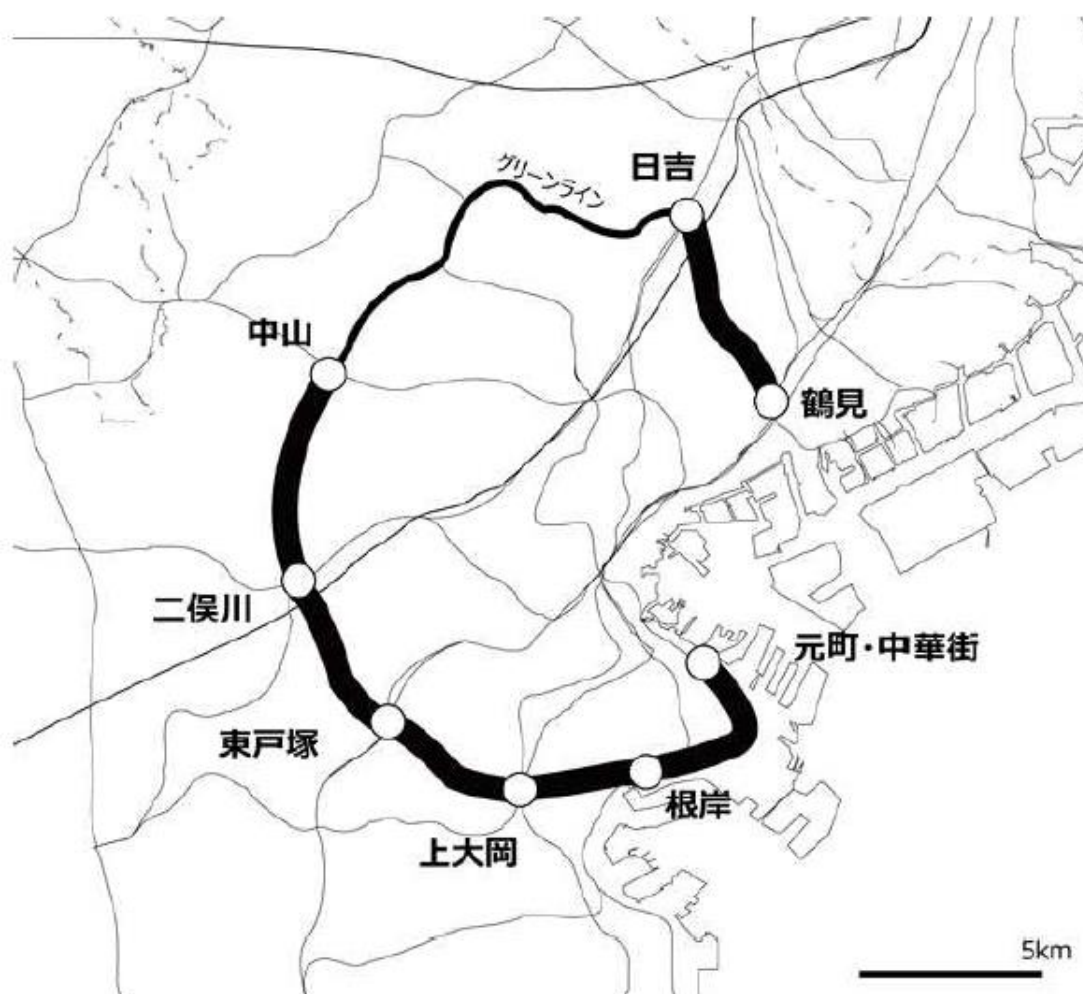 日吉
グリーンライン
中山
鶴見
二俣川
元町・中華街
東戸塚
根岸
上大岡
5km